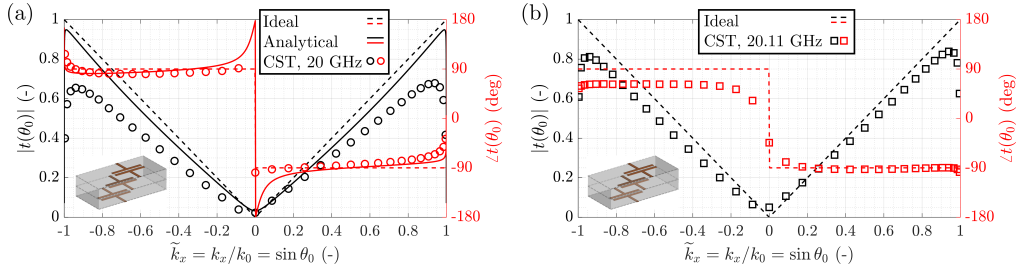 (a)
Ideal
Analytical
CST, 20 GHz
1
0.8
0.6
0.4
0.2
0
|t(θ₀)| (-)
180
90
0
-90
-180
∠t(θ₀) (deg)
-1 -0.8 -0.6 -0.4 -0.2 0 0.2 0.4 0.6 0.8 1
k̃ₓ = kₓ/k₀ = sin θ₀ (-)
(b)
Ideal
CST, 20.11 GHz
1
0.8
0.6
0.4
0.2
0
|t(θ₀)| (-)
180
90
0
-90
-180
∠t(θ₀) (deg)
-1 -0.8 -0.6 -0.4 -0.2 0 0.2 0.4 0.6 0.8 1
k̃ₓ = kₓ/k₀ = sin θ₀ (-)